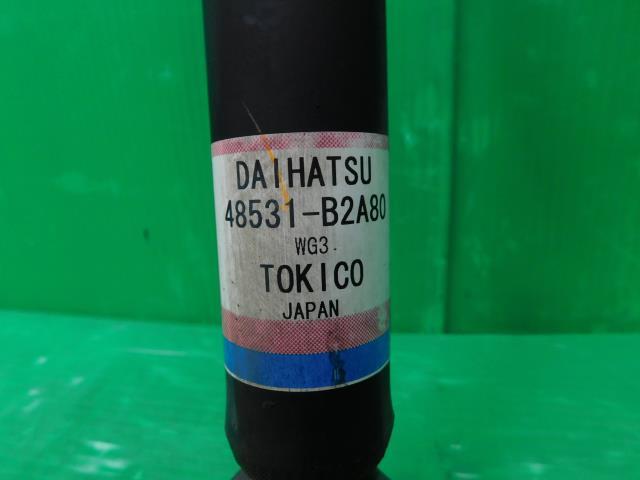 DAIHATSU
48531-B2A80
WG3.
TOKICO
JAPAN